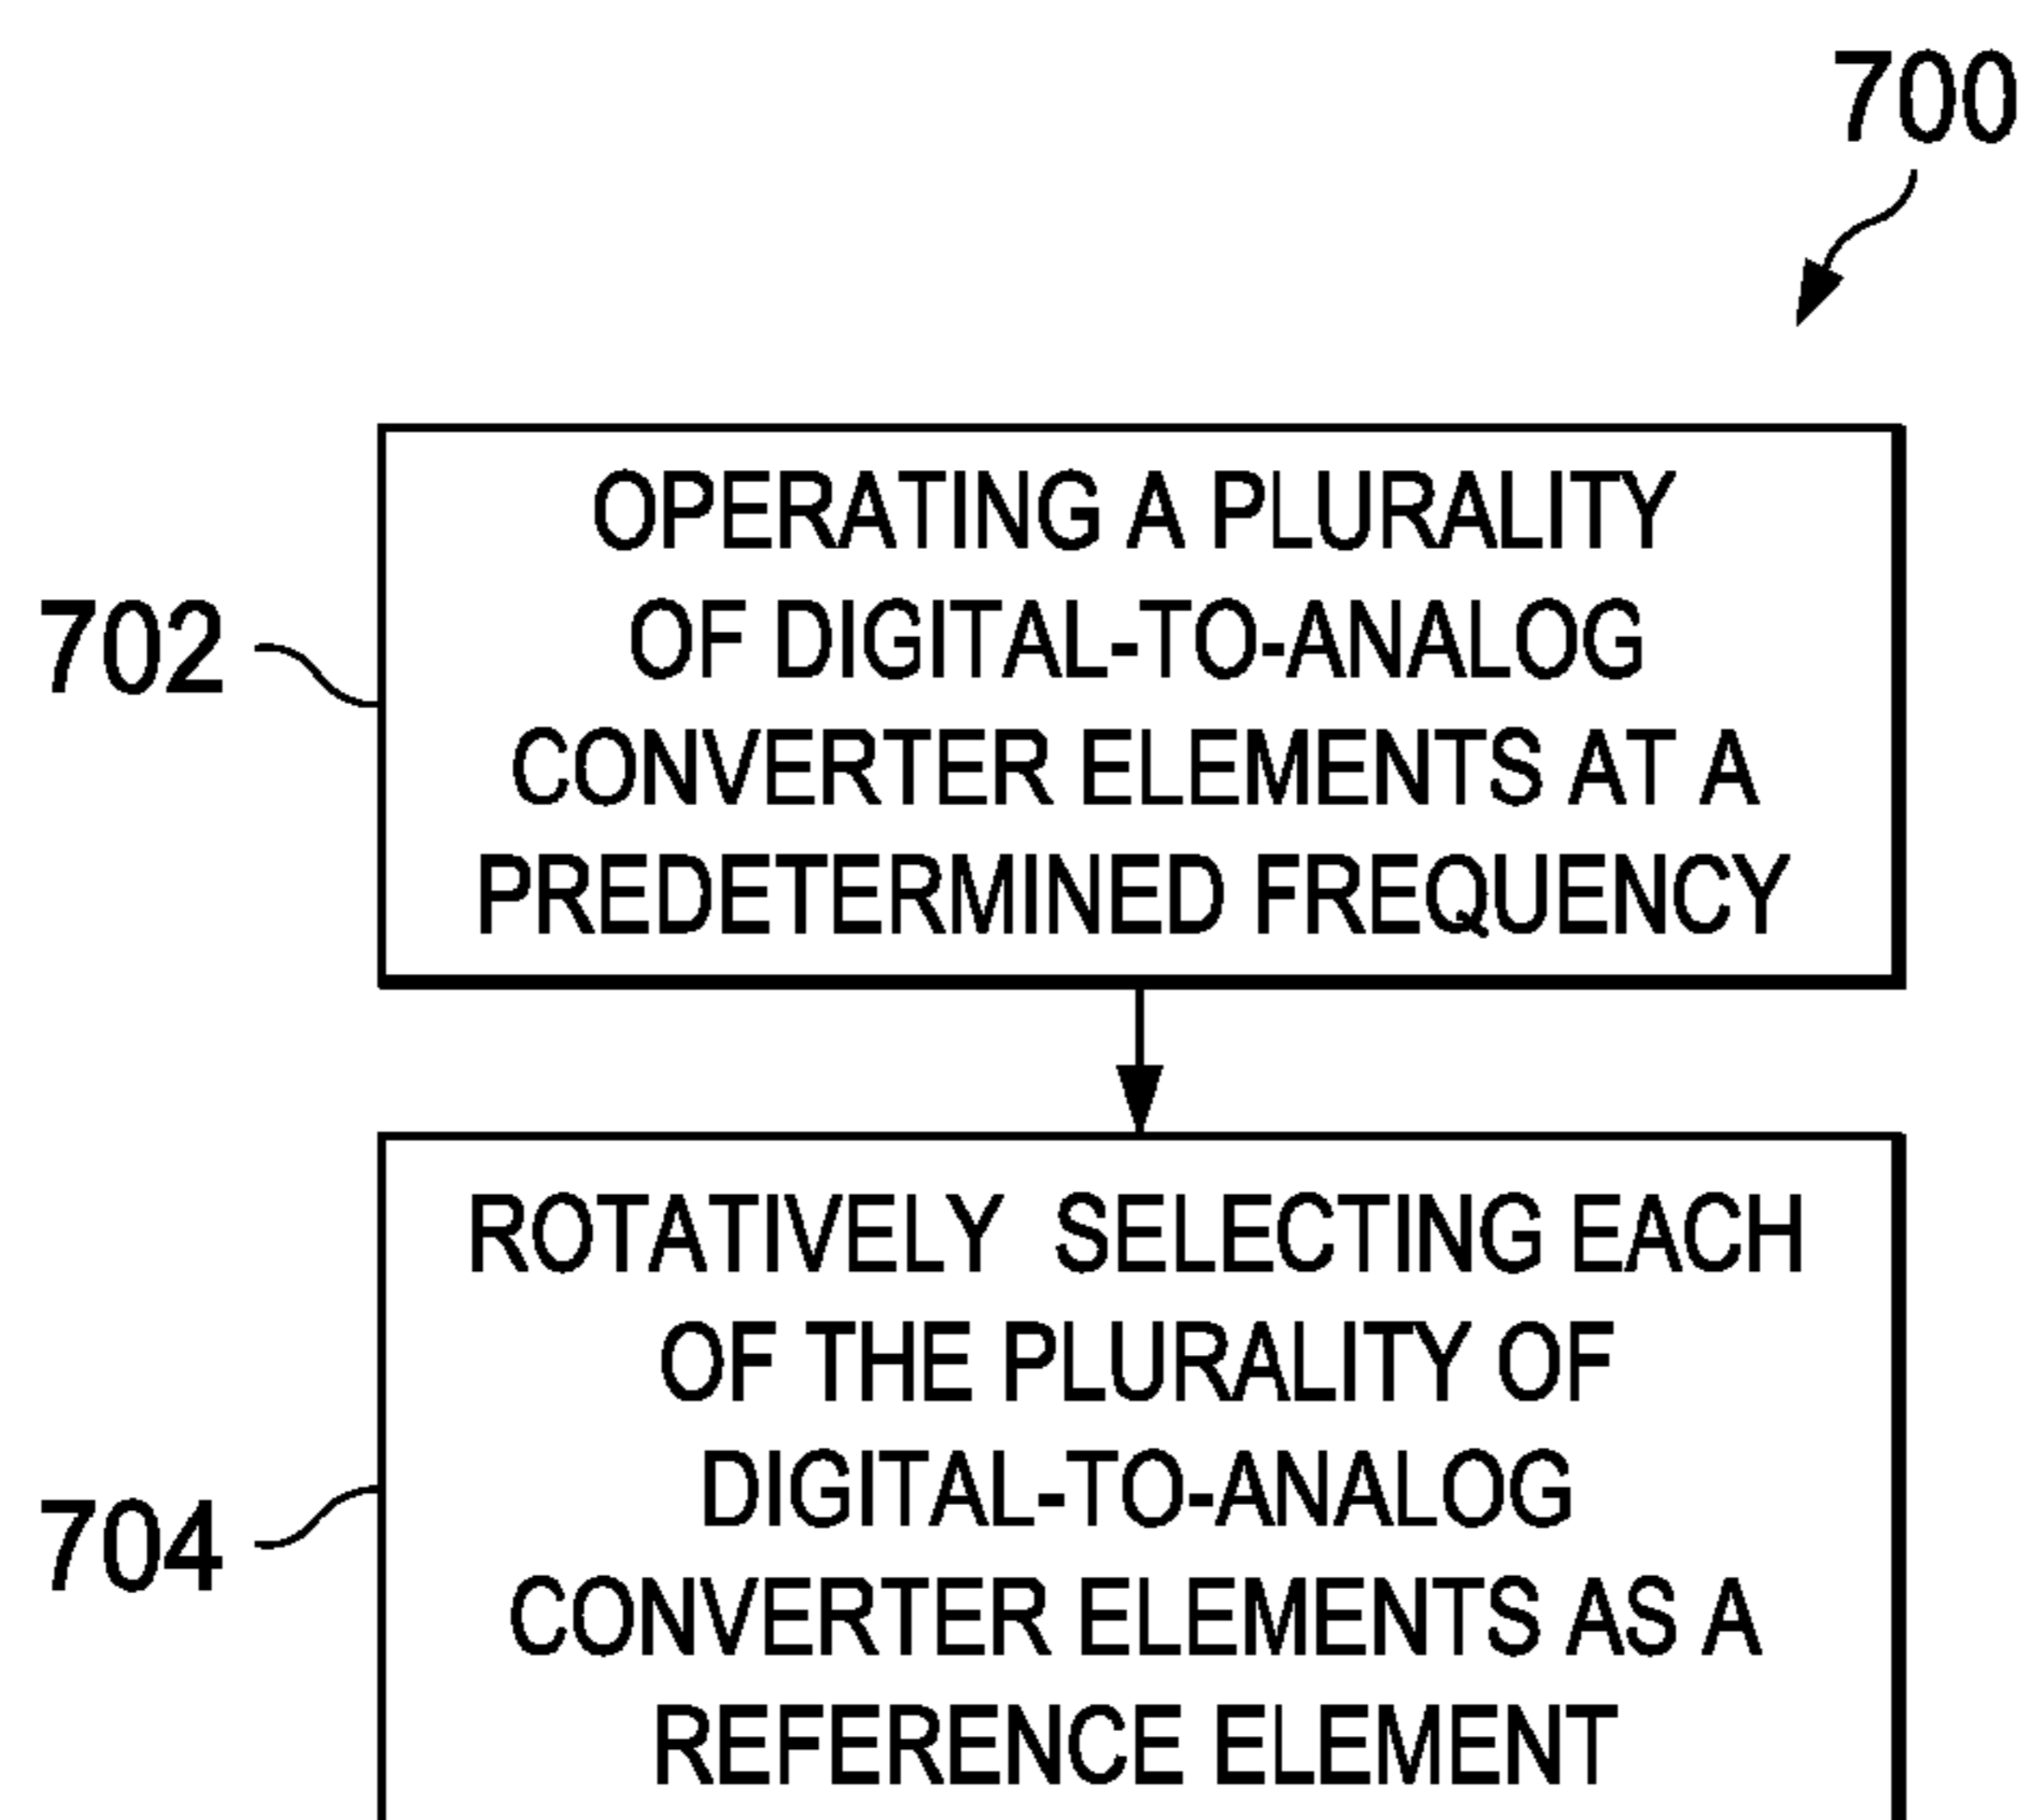 700
702
OPERATING A PLURALITY
OF DIGITAL-TO-ANALOG
CONVERTER ELEMENTS AT A
PREDETERMINED FREQUENCY
704
ROTATIVELY SELECTING EACH
OF THE PLURALITY OF
DIGITAL-TO-ANALOG
CONVERTER ELEMENTS AS A
REFERENCE ELEMENT